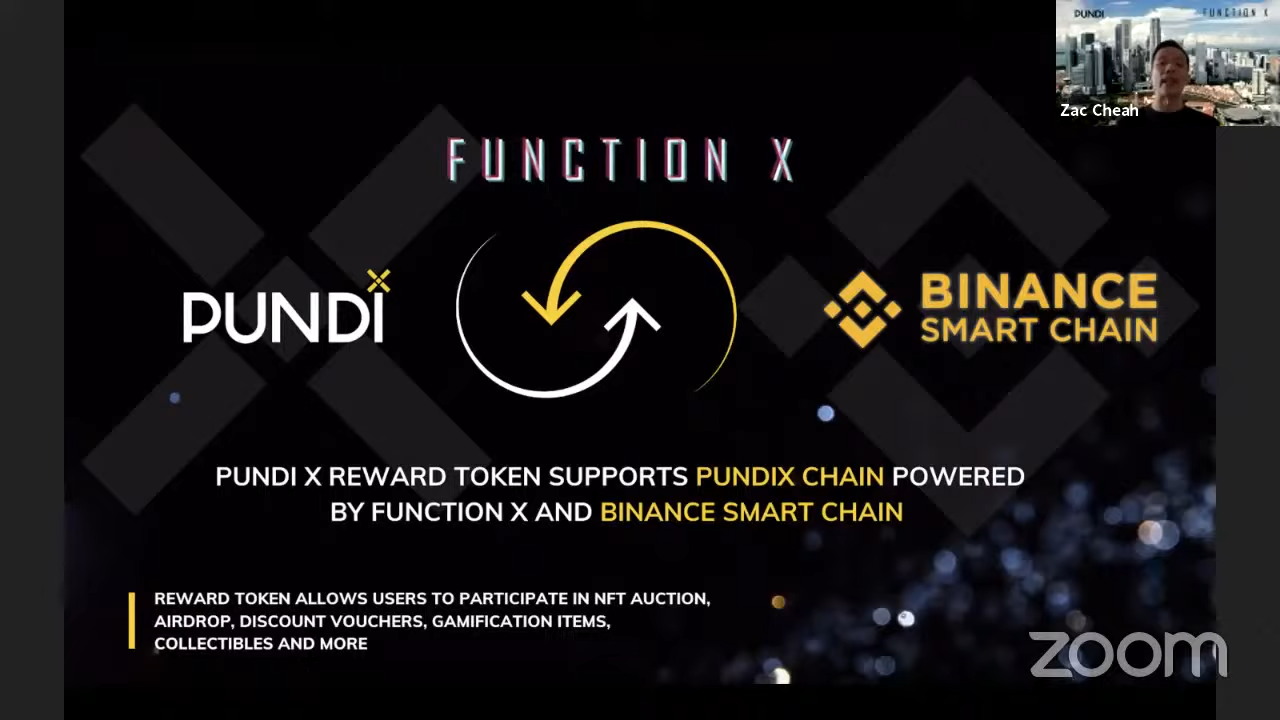 PUNDI
FUNCTION X
Zac Cheah
FUNCTION X
PUNDI
BINANCE
SMART CHAIN
PUNDI X REWARD TOKEN SUPPORTS PUNDIX CHAIN POWERED
BY FUNCTION X AND BINANCE SMART CHAIN
REWARD TOKEN ALLOWS USERS TO PARTICIPATE IN NFT AUCTION,
AIRDROP, DISCOUNT VOUCHERS, GAMIFICATION ITEMS,
COLLECTIBLES AND MORE
zoom